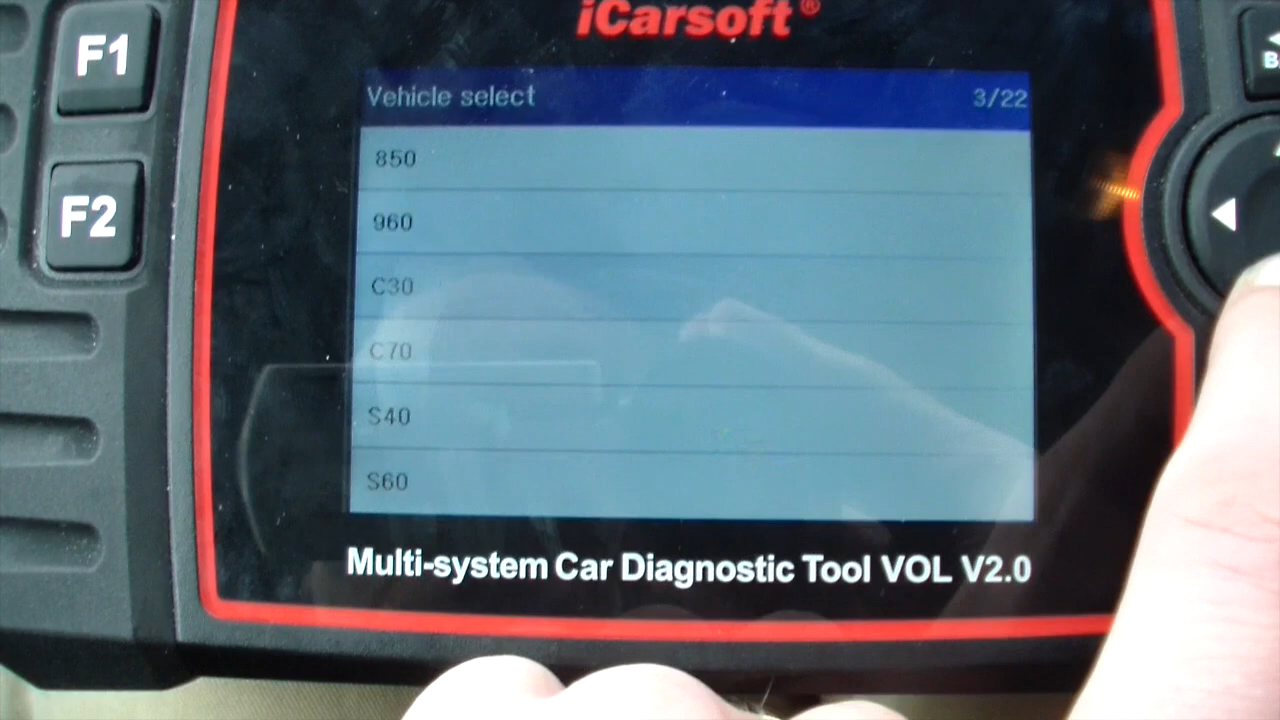 iCarsoft®
F1
F2
Vehicle select 3/22
850
960
C30
C70
S40
S60
Multi-system Car Diagnostic Tool VOL V2.0